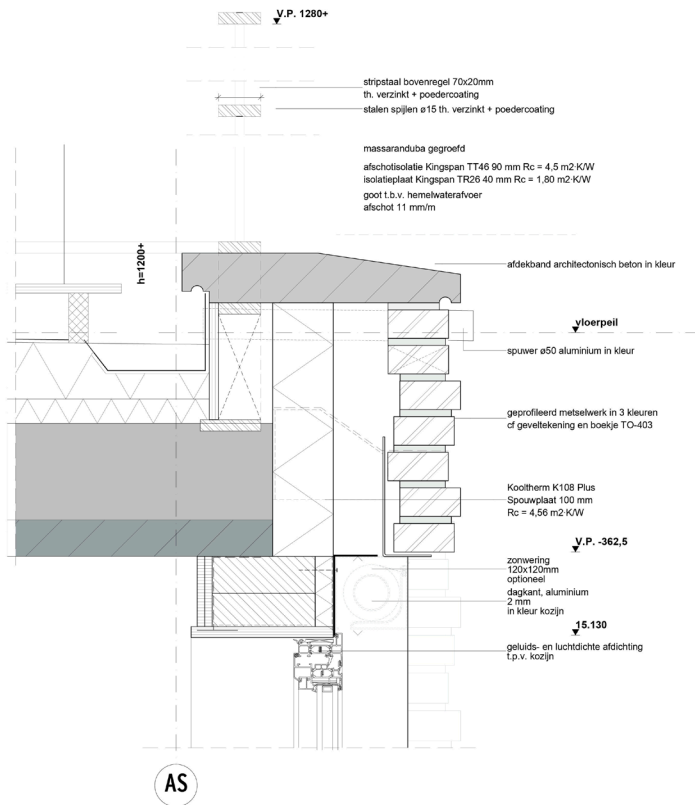 V.P. 1280+
stripstaal bovenregel 70x20mm
th. verzinkt + poedercoating
stalen spijlen ø15 th. verzinkt + poedercoating
massaranduba gegroefd
afschotisolatie Kingspan TT46 90 mm Rc = 4,5 m2·K/W
isolatieplaat Kingspan TR26 40 mm Rc = 1,80 m2·K/W
goot t.b.v. hemelwaterafvoer
afschot 11 mm/m
h=1200+
afdekband architectonisch beton in kleur
vloerpeil
spuwer ø50 aluminium in kleur
geprofileerd metselwerk in 3 kleuren
cf geveltekening en boekje TO-403
Kooltherm K108 Plus
Spouwplaat 100 mm
Rc = 4,56 m2·K/W
V.P. -362,5
zonwering
120x120mm
optioneel
dagkant, aluminium
2 mm
in kleur kozijn
15.130
geluids- en luchtdichte afdichting
t.p.v. kozijn
AS